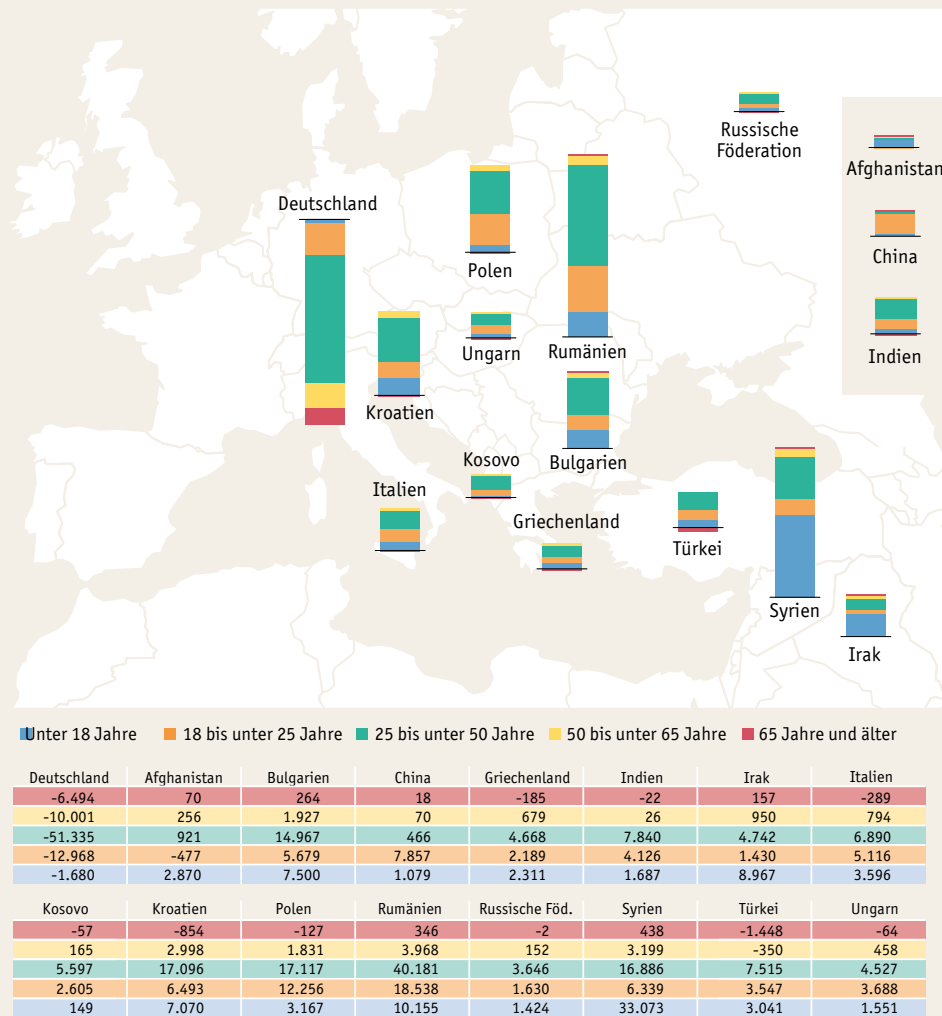 Russische
Föderation
Afghanistan
Deutschland
China
Polen
Ungarn
Rumänien
Indien
Kroatien
Kosovo
Bulgarien
Italien
Griechenland
Türkei
Syrien
Irak
Unter 18 Jahre 18 bis unter 25 Jahre 25 bis unter 50 Jahre 50 bis unter 65 Jahre 65 Jahre und älter
Deutschland Afghanistan Bulgarien China Griechenland Indien Irak Italien
-6.494 70 264 18 -185 -22 157 -289
-10.001 256 1.927 70 679 26 950 794
-51.335 921 14.967 466 4.668 7.840 4.742 6.890
-12.968 -477 5.679 7.857 2.189 4.126 1.430 5.116
-1.680 2.870 7.500 1.079 2.311 1.687 8.967 3.596
Kosovo Kroatien Polen Rumänien Russische Föd. Syrien Türkei Ungarn
-57 -854 -127 346 -2 438 -1.448 -64
165 2.998 1.831 3.968 152 3.199 -350 458
5.597 17.096 17.117 40.181 3.646 16.886 7.515 4.527
2.605 6.493 12.256 18.538 1.630 6.339 3.547 3.688
149 7.070 3.167 10.155 1.424 33.073 3.041 1.551